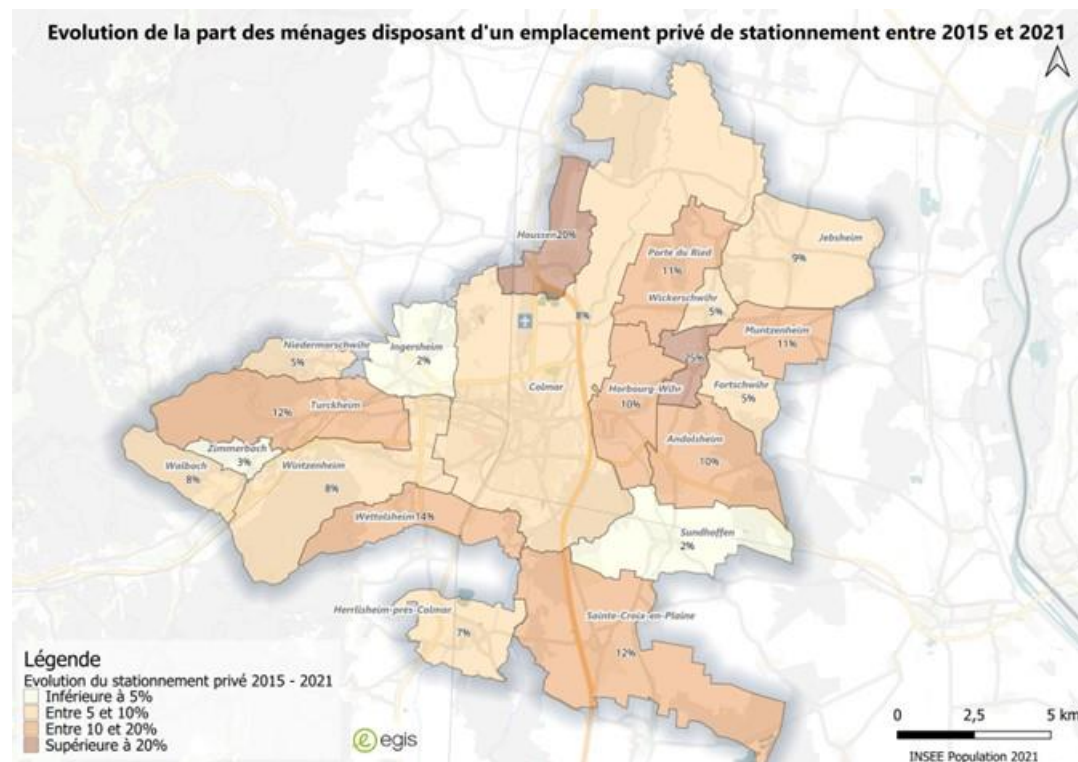 Evolution de la part des ménages disposant d'un emplacement privé de stationnement entre 2015 et 2021
Houssen 20%
Jebsheim
9%
Porte du Ried
11%
Wickerschwihr
5%
8%
Muntzenheim
11%
Niedermorschwihr
5%
Ingersheim
2%
25%
Fortschwihr
5%
Colmar
Horbourg-Wihr
10%
Turckheim
12%
Andolsheim
10%
Zimmerbach
3%
Walbach
8%
Wintzenheim
8%
Wettolsheim 14%
Sundhoffen
2%
Herrlisheim-près-Colmar
7%
Sainte-Croix-en-Plaine
12%
Légende
Evolution du stationnement privé 2015 - 2021
Inférieure à 5%
Entre 5 et 10%
Entre 10 et 20%
Supérieure à 20%
egis
0 2,5 5 km
INSEE Population 2021